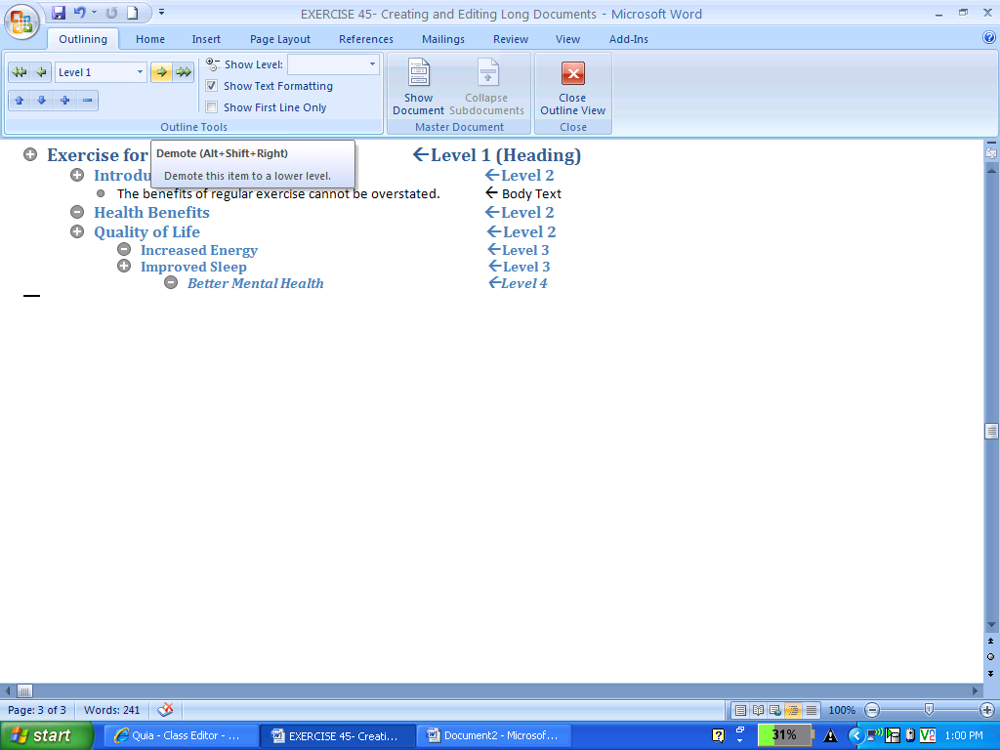 EXERCISE 45- Creating and Editing Long Documents - Microsoft Word
Outlining Home Insert Page Layout References Mailings Review View Add-Ins
Level 1
Show Level:
Show Text Formatting
Show First Line Only
Outline Tools
Show Document
Collapse Subdocuments
Master Document
Close Outline View
Close
Demote (Alt+Shift+Right)
Demote this item to a lower level.
Exercise for ←Level 1 (Heading)
Introdu ←Level 2
The benefits of regular exercise cannot be overstated. ← Body Text
Health Benefits ←Level 2
Quality of Life ←Level 2
Increased Energy ←Level 3
Improved Sleep ←Level 3
Better Mental Health ←Level 4
Page: 3 of 3 Words: 241 100%
start Quia - Class Editor - ... EXERCISE 45- Creati... Document2 - Microsof... 31% 1:00 PM